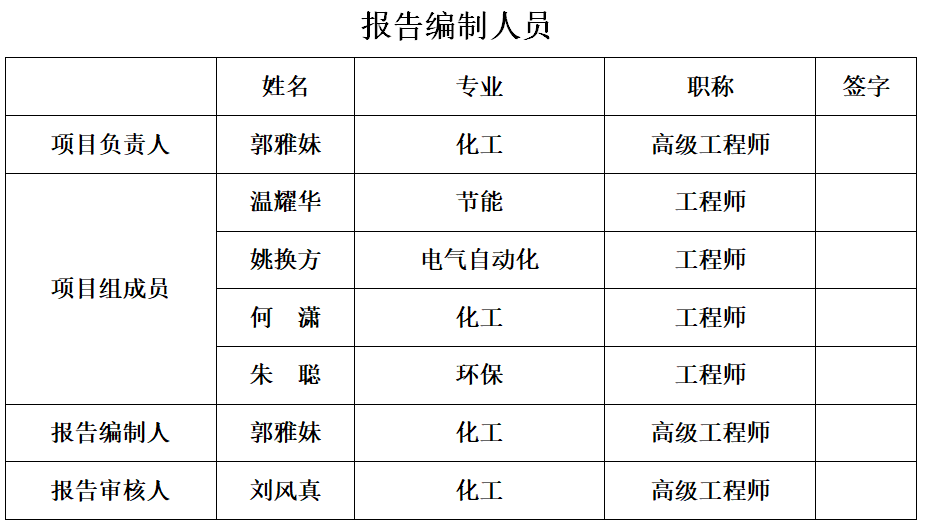 报告编制人员
姓名 专业 职称 签字
项目负责人 郭雅妹 化工 高级工程师
项目组成员 温耀华 节能 工程师
姚换方 电气自动化 工程师
何 潇 化工 工程师
朱 聪 环保 工程师
报告编制人 郭雅妹 化工 高级工程师
报告审核人 刘风真 化工 高级工程师